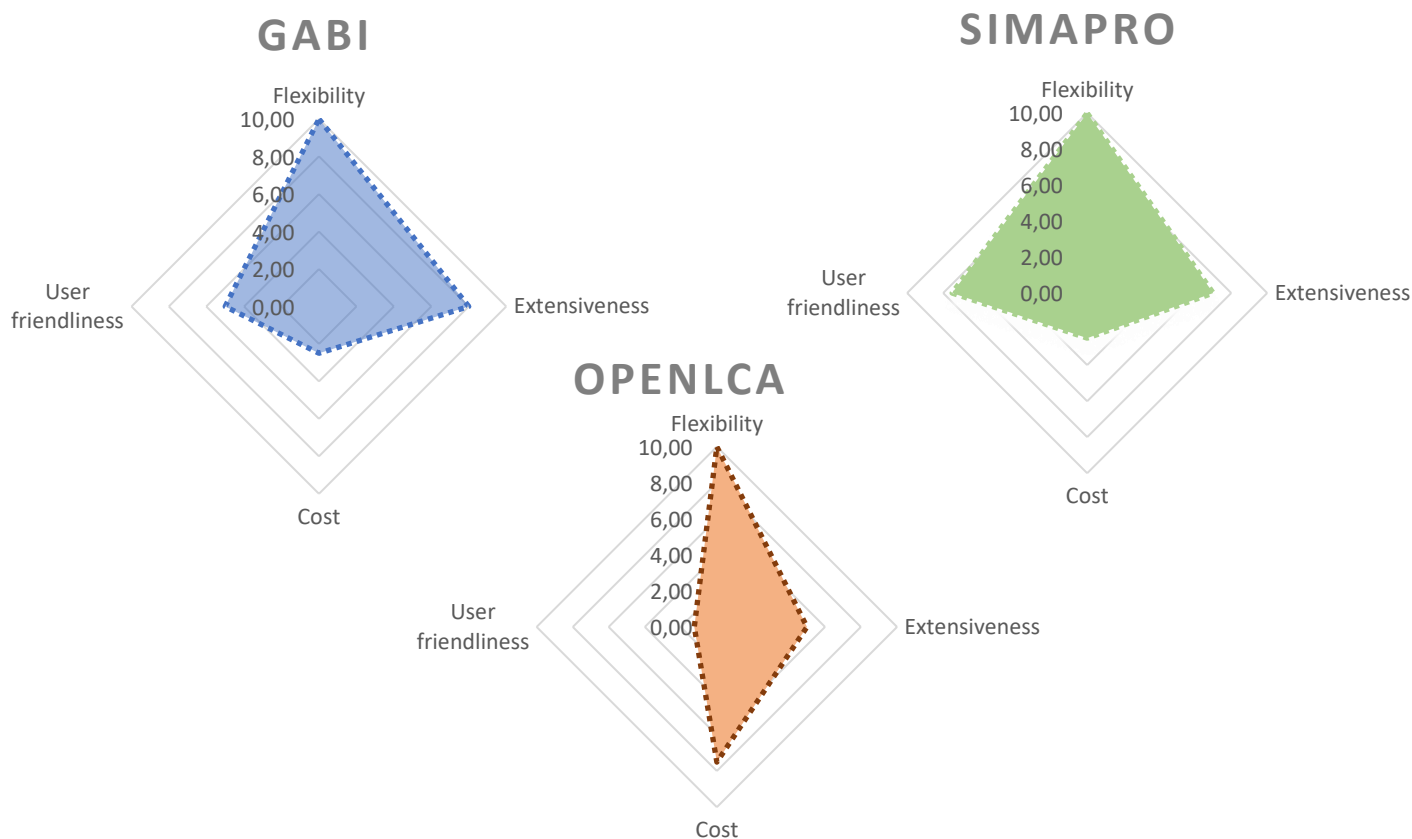 GABI
Flexibility
10,00
8,00
6,00
4,00
2,00
0,00
User
friendliness
Extensiveness
Cost
SIMAPRO
Flexibility
10,00
8,00
6,00
4,00
2,00
0,00
User
friendliness
Extensiveness
Cost
OPENLCA
Flexibility
10,00
8,00
6,00
4,00
2,00
0,00
User
friendliness
Extensiveness
Cost